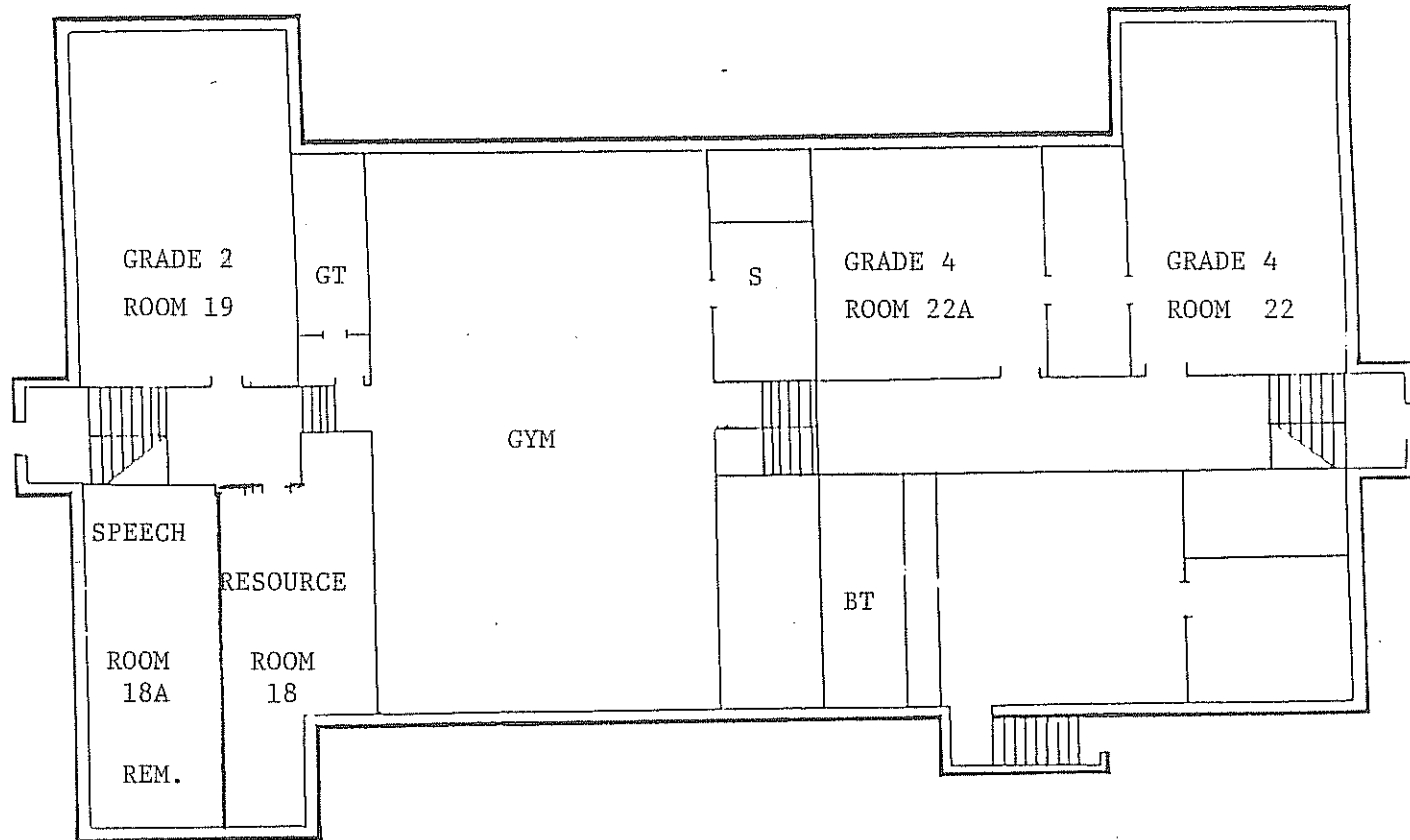 GRADE 2
ROOM 19
GT
S
GRADE 4
ROOM 22A
GRADE 4
ROOM 22
GYM
SPEECH
RESOURCE
BT
ROOM
18A
ROOM
18
REM.